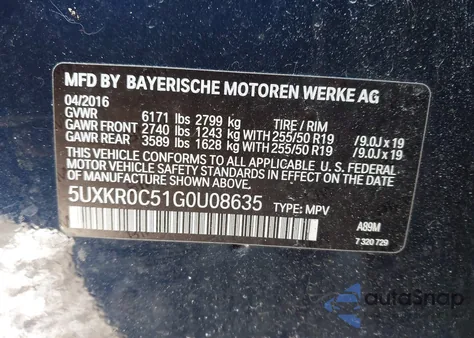 MFD BY BAYERISCHE MOTOREN WERKE AG
04/2016
GVWR 6171 lbs 2799 kg TIRE / RIM
GAWR FRONT 2740 lbs 1243 kg WITH 255/50 R19 /9.0J x 19
GAWR REAR 3589 lbs 1628 kg WITH 255/50 R19 /9.0J x 19
THIS VEHICLE CONFORMS TO ALL APPLICABLE U.S. FEDERAL
MOTOR VEHICLE SAFETY STANDARDS IN EFFECT ON THE DATE
OF MANUFACTURE SHOWN ABOVE.
5UXKR0C51G0U08635 TYPE: MPV
A89M
7 320 729
autoSnap